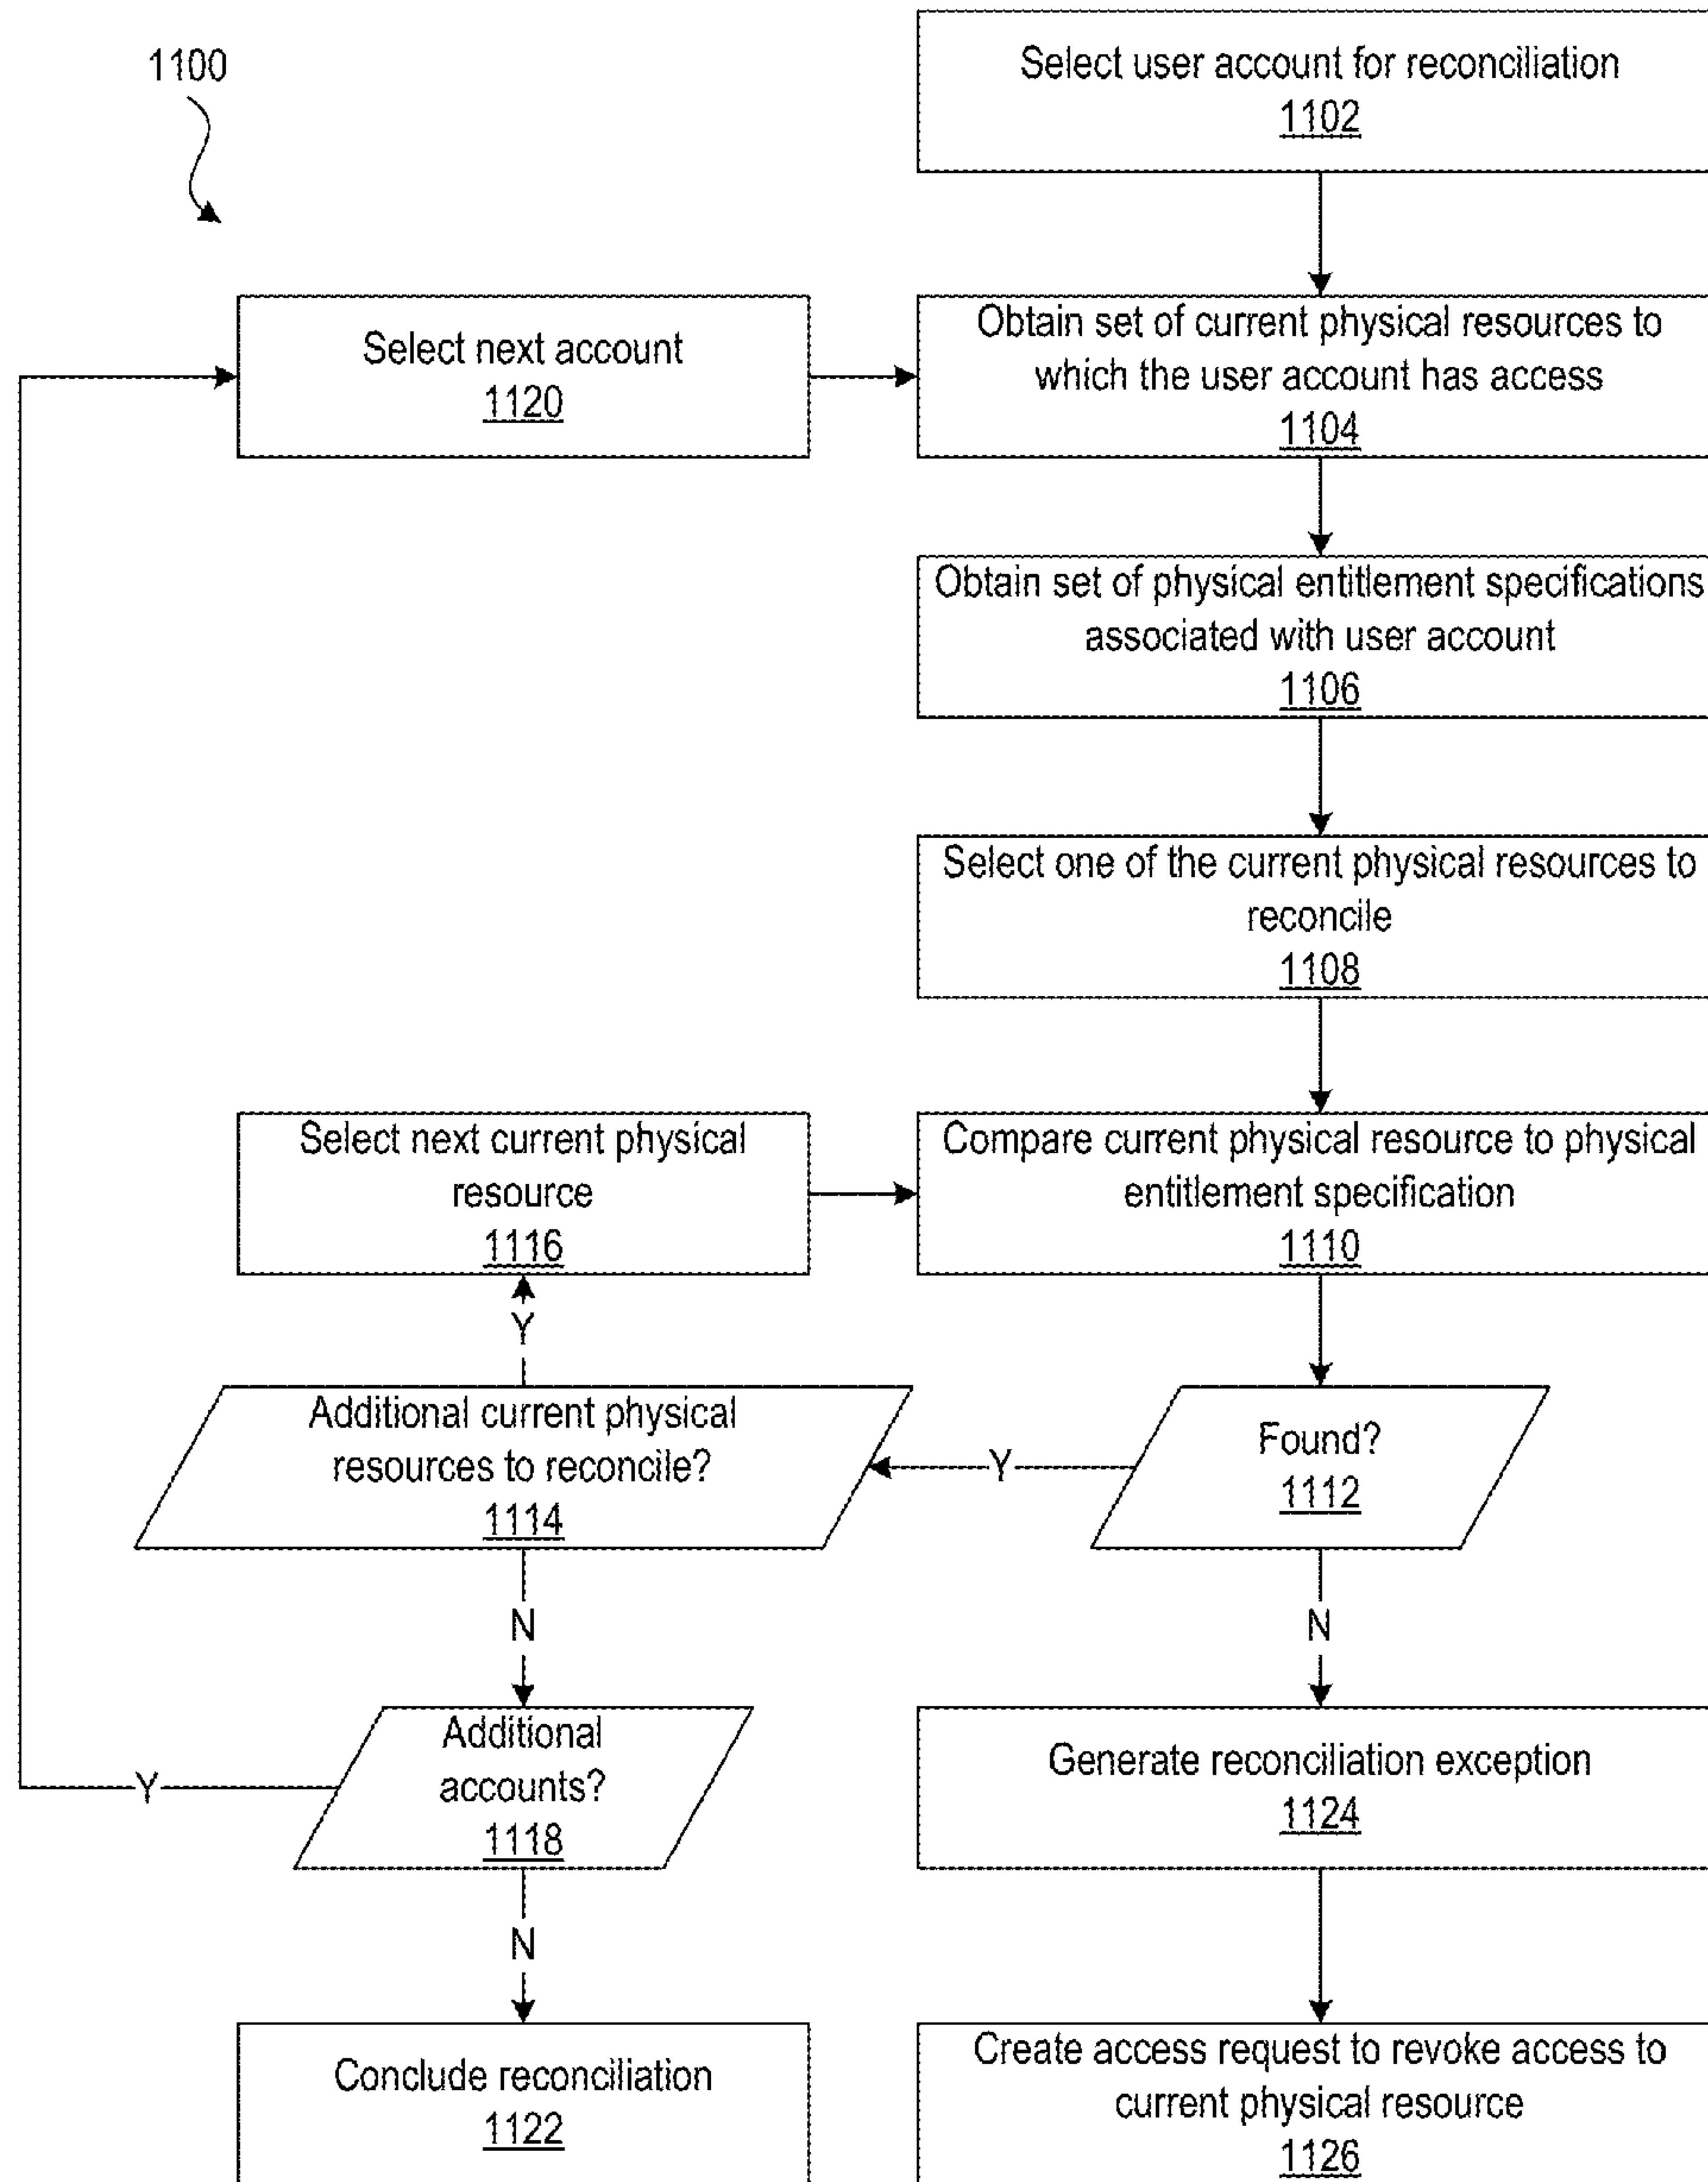 1100
Select user account for reconciliation
1102
Select next account
1120
Obtain set of current physical resources to
which the user account has access
1104
Obtain set of physical entitlement specifications
associated with user account
1106
Select one of the current physical resources to
reconcile
1108
Select next current physical
resource
1116
Compare current physical resource to physical
entitlement specification
1110
Y
Additional current physical
resources to reconcile?
1114
Y
Found?
1112
N
N
Additional
accounts?
1118
Y
Generate reconciliation exception
1124
N
Conclude reconciliation
1122
Create access request to revoke access to
current physical resource
1126